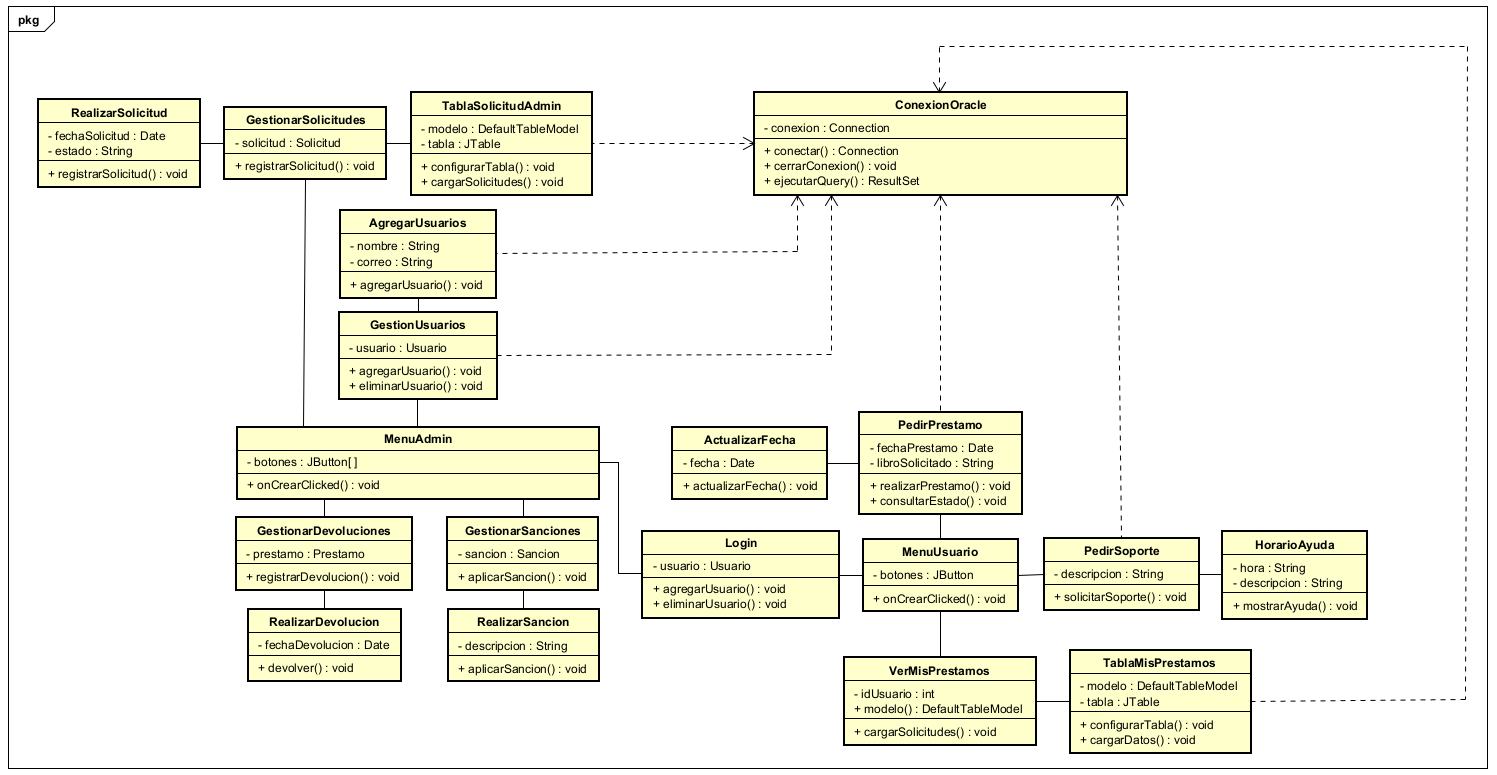 pkg
RealizarSolicitud
- fechaSolicitud : Date
- estado : String
+ registrarSolicitud() : void
GestionarSolicitudes
- solicitud : Solicitud
+ registrarSolicitud() : void
TablaSolicitudAdmin
- modelo : DefaultTableModel
- tabla : JTable
+ configurarTabla() : void
+ cargarSolicitudes() : void
ConexionOracle
- conexion : Connection
+ conectar() : Connection
+ cerrarConexion() : void
+ ejecutarQuery() : ResultSet
AgregarUsuarios
- nombre : String
- correo : String
+ agregarUsuario() : void
GestionUsuarios
- usuario : Usuario
+ agregarUsuario() : void
+ eliminarUsuario() : void
MenuAdmin
- botones : JButton[ ]
+ onCrearClicked() : void
ActualizarFecha
- fecha : Date
+ actualizarFecha() : void
PedirPrestamo
- fechaPrestamo : Date
- libroSolicitado : String
+ realizarPrestamo() : void
+ consultarEstado() : void
GestionarDevoluciones
- prestamo : Prestamo
+ registrarDevolucion() : void
GestionarSanciones
- sancion : Sancion
+ aplicarSancion() : void
Login
- usuario : Usuario
+ agregarUsuario() : void
+ eliminarUsuario() : void
MenuUsuario
- botones : JButton
+ onCrearClicked() : void
PedirSoporte
- descripcion : String
+ solicitarSoporte() : void
HorarioAyuda
- hora : String
- descripcion : String
+ mostrarAyuda() : void
RealizarDevolucion
- fechaDevolucion : Date
+ devolver() : void
RealizarSancion
- descripcion : String
+ aplicarSancion() : void
VerMisPrestamos
- idUsuario : int
+ modelo() : DefaultTableModel
+ cargarSolicitudes() : void
TablaMisPrestamos
- modelo : DefaultTableModel
- tabla : JTable
+ configurarTabla() : void
+ cargarDatos() : void